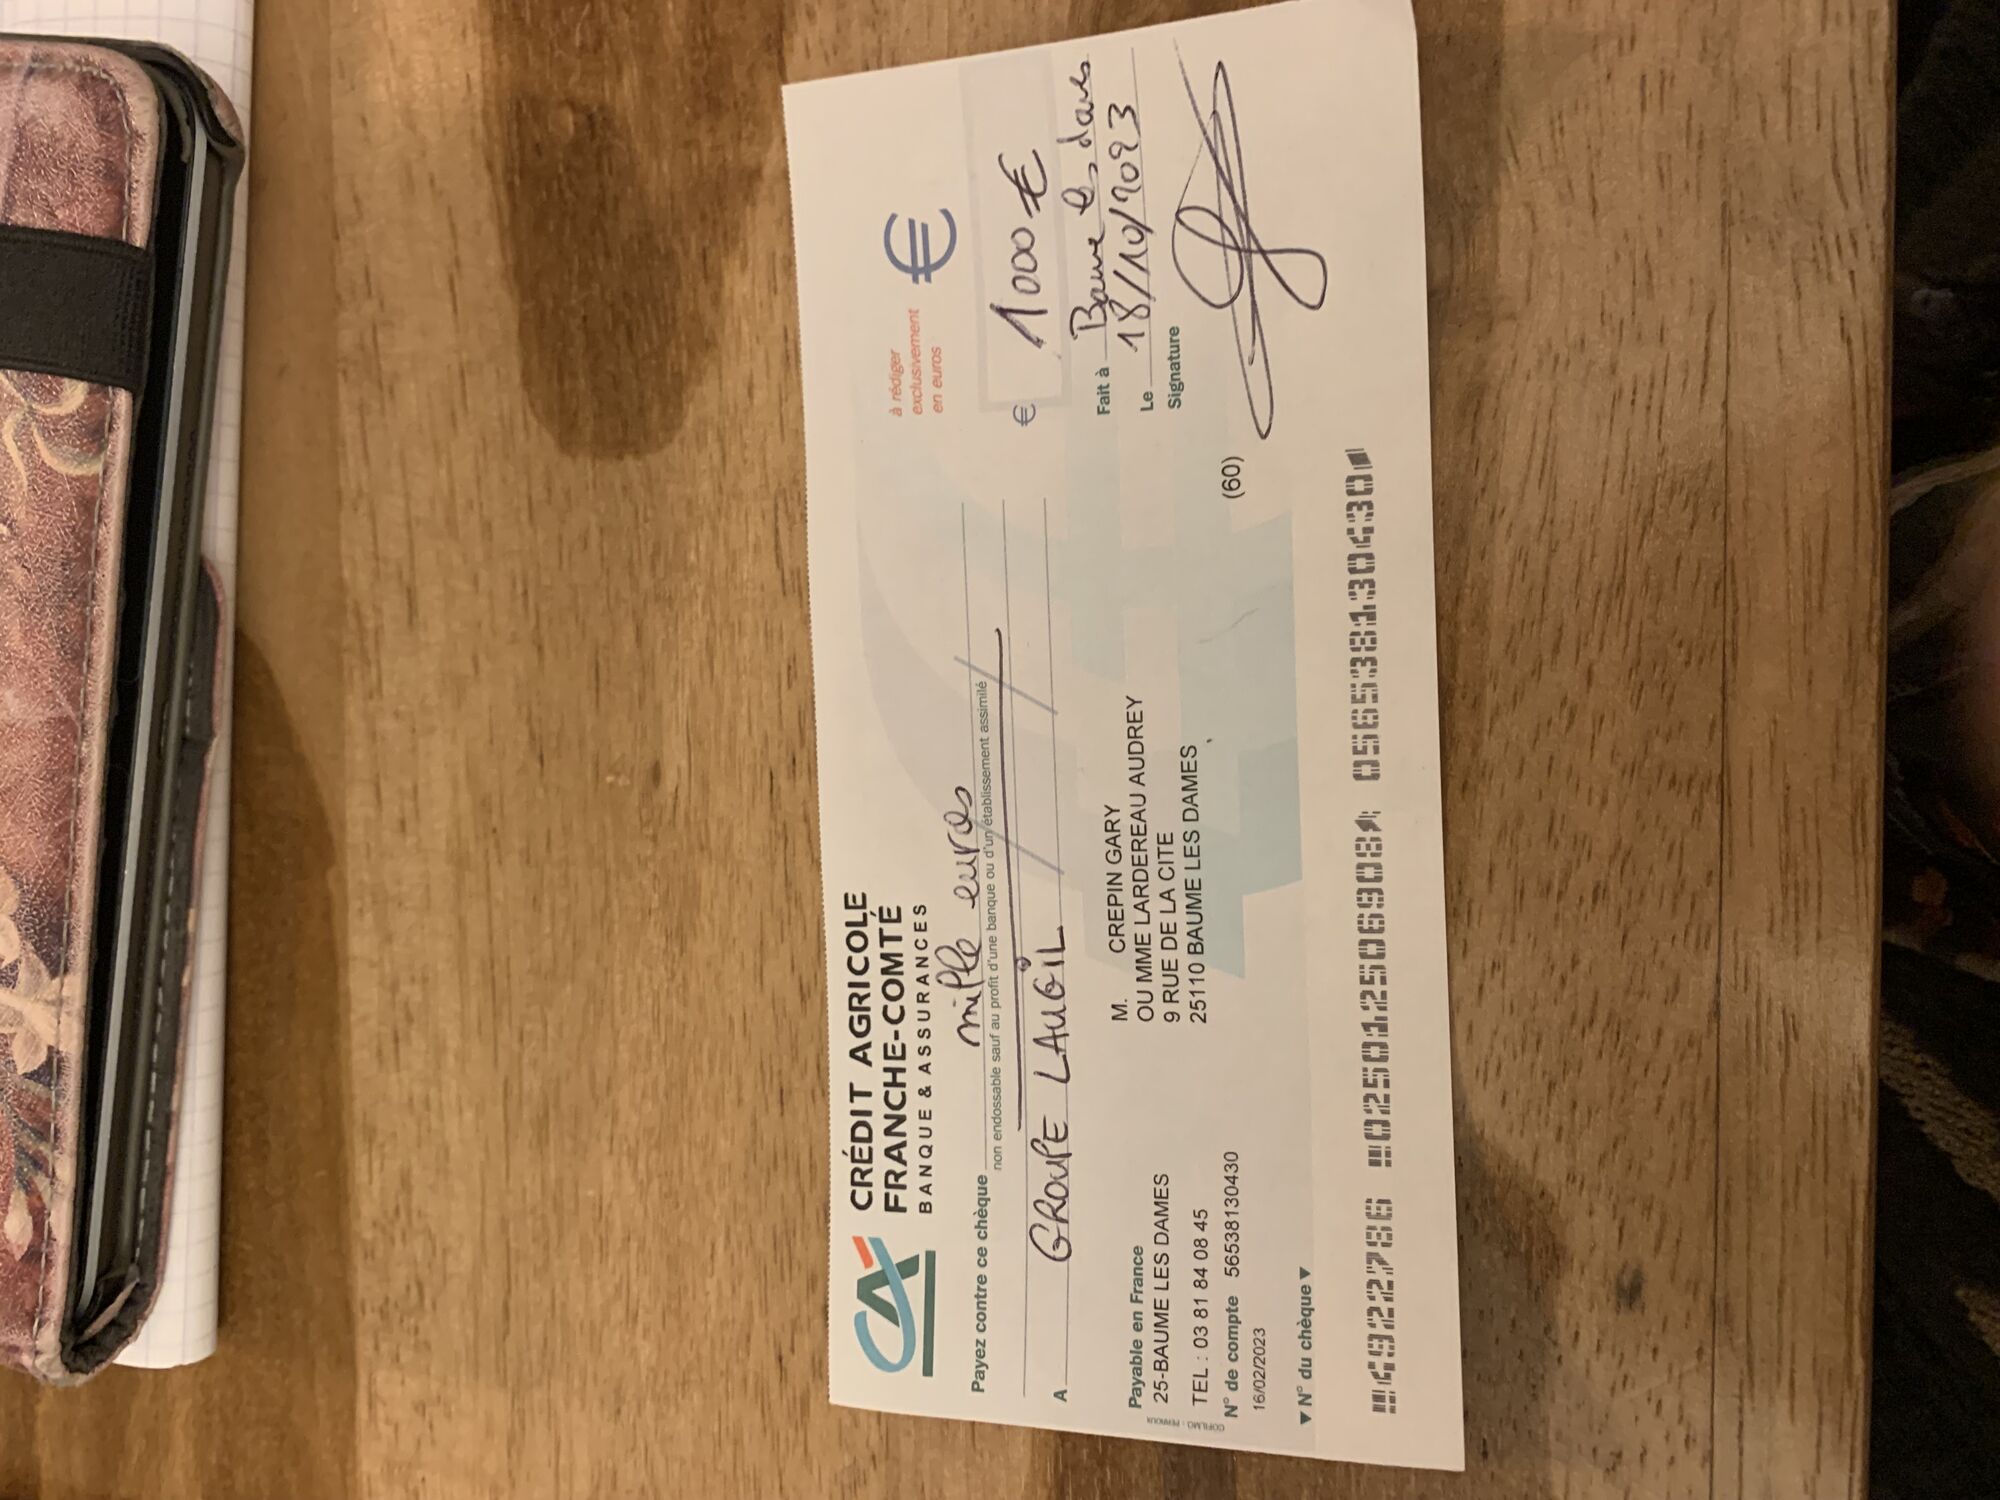 CRÉDIT AGRICOLE
FRANCHE-COMTÉ
BANQUE & ASSURANCES
à rédiger
exclusivement
en euros
€
Payez contre ce chèque mille euros
non endossable sauf au profit d'une banque ou d'un établissement assimilé
€ 1000 €
A GROUPE LAUGIL
Payable en France
25-BAUME LES DAMES
TEL : 03 81 84 08 45
N° de compte 56538130430
16/02/2023
M. CREPIN GARY
OU MME LARDEREAU AUDREY
9 RUE DE LA CITE
25110 BAUME LES DAMES
Fait à Baume les dames
Le 18/10/2023
Signature
(60)
▼ N° du chèque ▼
4922786 025012506908 056538130430